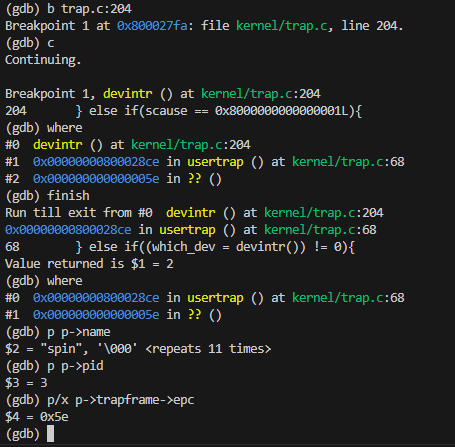 (gdb) b trap.c:204
Breakpoint 1 at 0x800027fa: file kernel/trap.c, line 204.
(gdb) c
Continuing.

Breakpoint 1, devintr () at kernel/trap.c:204
204       } else if(scause == 0x8000000000000001L){
(gdb) where
#0  devintr () at kernel/trap.c:204
#1  0x00000000800028ce in usertrap () at kernel/trap.c:68
#2  0x000000000000005e in ?? ()
(gdb) finish
Run till exit from #0  devintr () at kernel/trap.c:204
0x00000000800028ce in usertrap () at kernel/trap.c:68
68        } else if((which_dev = devintr()) != 0){
Value returned is $1 = 2
(gdb) where
#0  0x00000000800028ce in usertrap () at kernel/trap.c:68
#1  0x000000000000005e in ?? ()
(gdb) p p->name
$2 = "spin", '\000' <repeats 11 times>
(gdb) p p->pid
$3 = 3
(gdb) p/x p->trapframe->epc
$4 = 0x5e
(gdb)